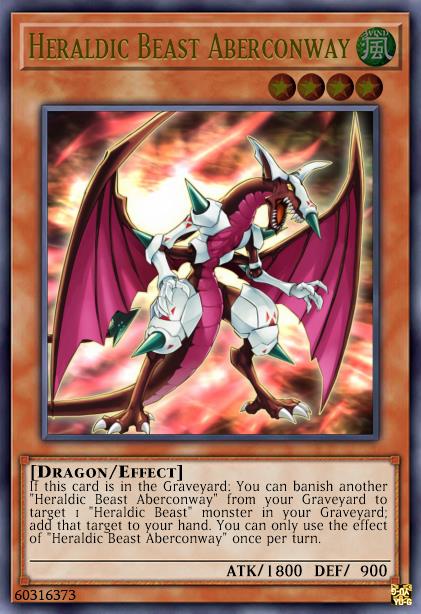 HERALDIC BEAST ABERCONWAY
WIND
風
[DRAGON/EFFECT]
If this card is in the Graveyard: You can banish another
"Heraldic Beast Aberconway" from your Graveyard to
target 1 "Heraldic Beast" monster in your Graveyard;
add that target to your hand. You can only use the effect
of "Heraldic Beast Aberconway" once per turn.
ATK/1800 DEF/ 900
60316373